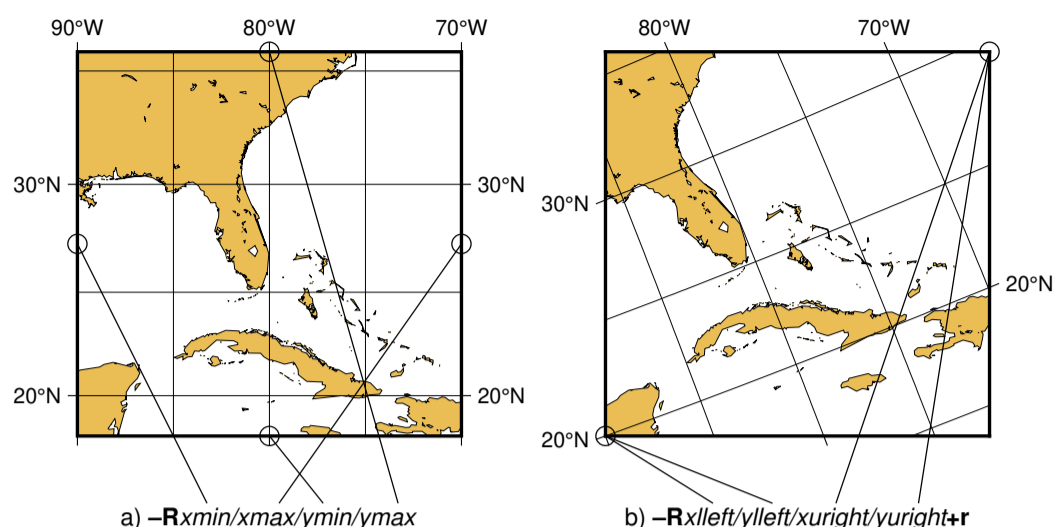 90°W 80°W 70°W
30°N 30°N
20°N 20°N
a) –Rxmin/xmax/ymin/ymax
80°W 70°W
30°N
20°N
20°N
b) –Rxlleft/ylleft/xuright/yuright+r